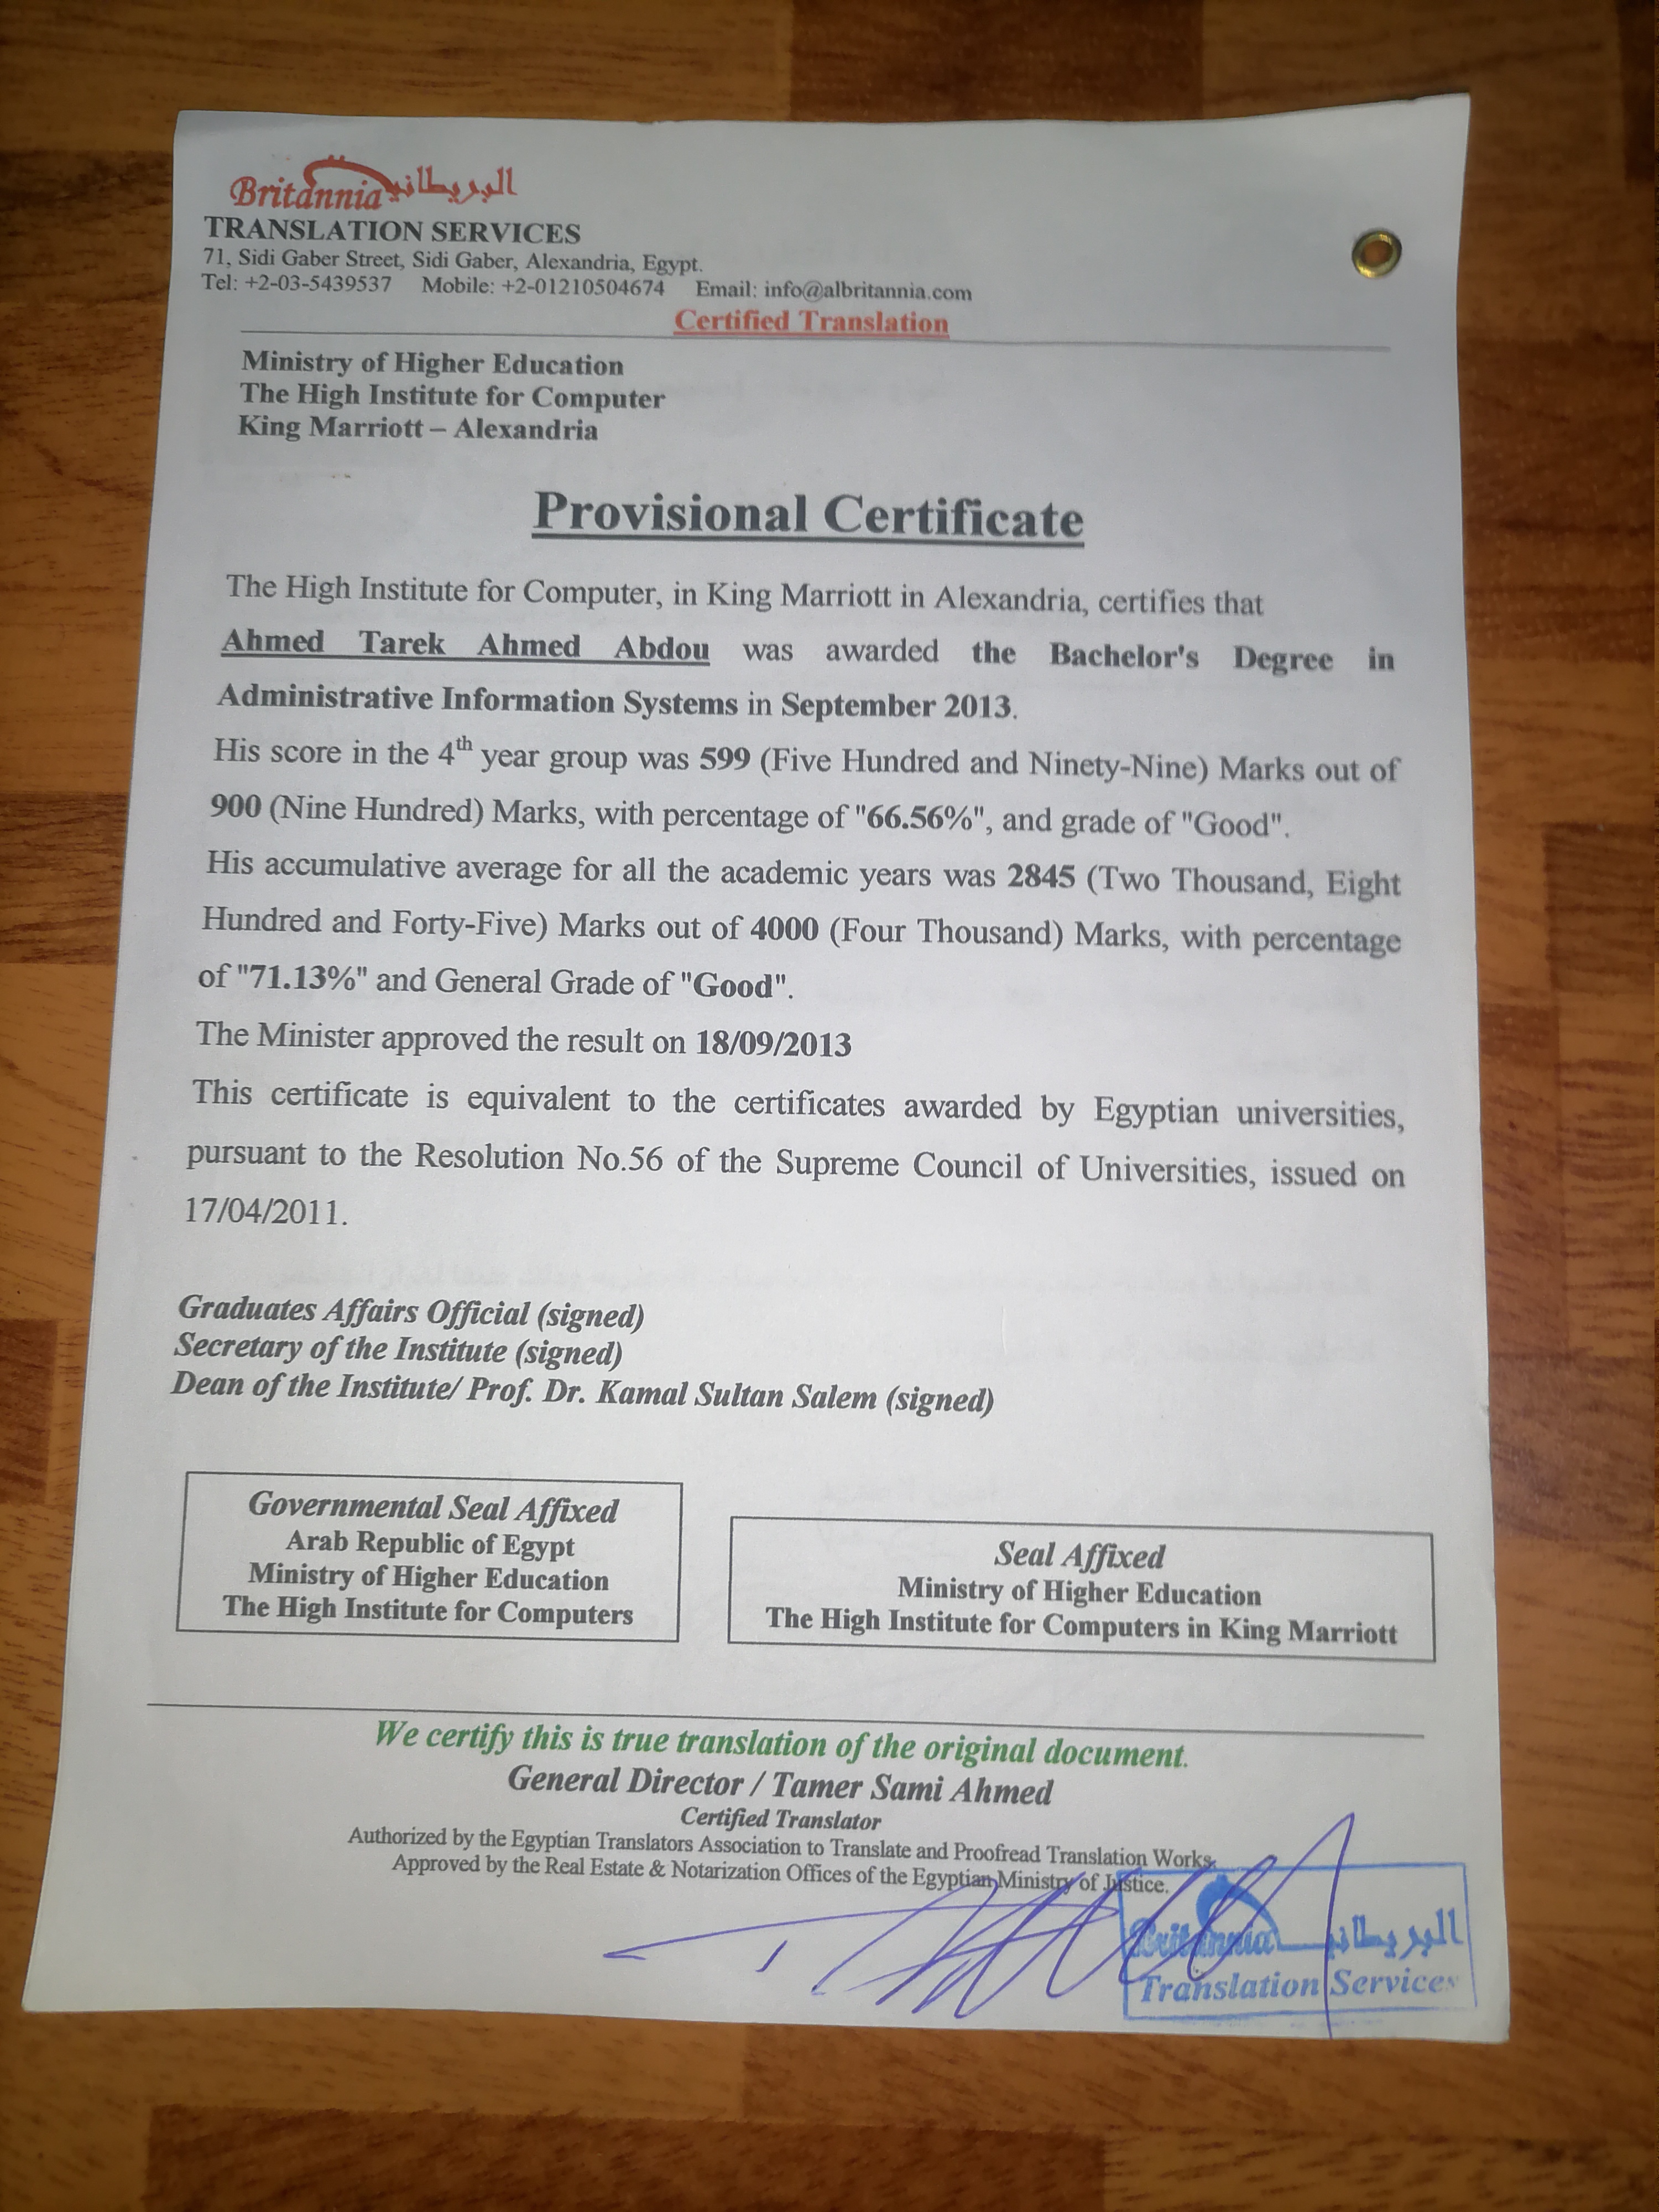 Britannia البريطانية
TRANSLATION SERVICES
71, Sidi Gaber Street, Sidi Gaber, Alexandria, Egypt.
Tel: +2-03-5439537 Mobile: +2-01210504674 Email: info@albritannia.com
Certified Translation
Ministry of Higher Education
The High Institute for Computer
King Marriott – Alexandria
Provisional Certificate
The High Institute for Computer, in King Marriott in Alexandria, certifies that
Ahmed Tarek Ahmed Abdou was awarded the Bachelor's Degree in
Administrative Information Systems in September 2013.
His score in the 4th year group was 599 (Five Hundred and Ninety-Nine) Marks out of
900 (Nine Hundred) Marks, with percentage of "66.56%", and grade of "Good".
His accumulative average for all the academic years was 2845 (Two Thousand, Eight
Hundred and Forty-Five) Marks out of 4000 (Four Thousand) Marks, with percentage
of "71.13%" and General Grade of "Good".
The Minister approved the result on 18/09/2013
This certificate is equivalent to the certificates awarded by Egyptian universities,
pursuant to the Resolution No.56 of the Supreme Council of Universities, issued on
17/04/2011.
Graduates Affairs Official (signed)
Secretary of the Institute (signed)
Dean of the Institute/ Prof. Dr. Kamal Sultan Salem (signed)
Governmental Seal Affixed
Arab Republic of Egypt
Ministry of Higher Education
The High Institute for Computers
Seal Affixed
Ministry of Higher Education
The High Institute for Computers in King Marriott
We certify this is true translation of the original document.
General Director / Tamer Sami Ahmed
Certified Translator
Authorized by the Egyptian Translators Association to Translate and Proofread Translation Works.
Approved by the Real Estate & Notarization Offices of the Egyptian Ministry of Justice.
Britannia البريطانية
Translation Services